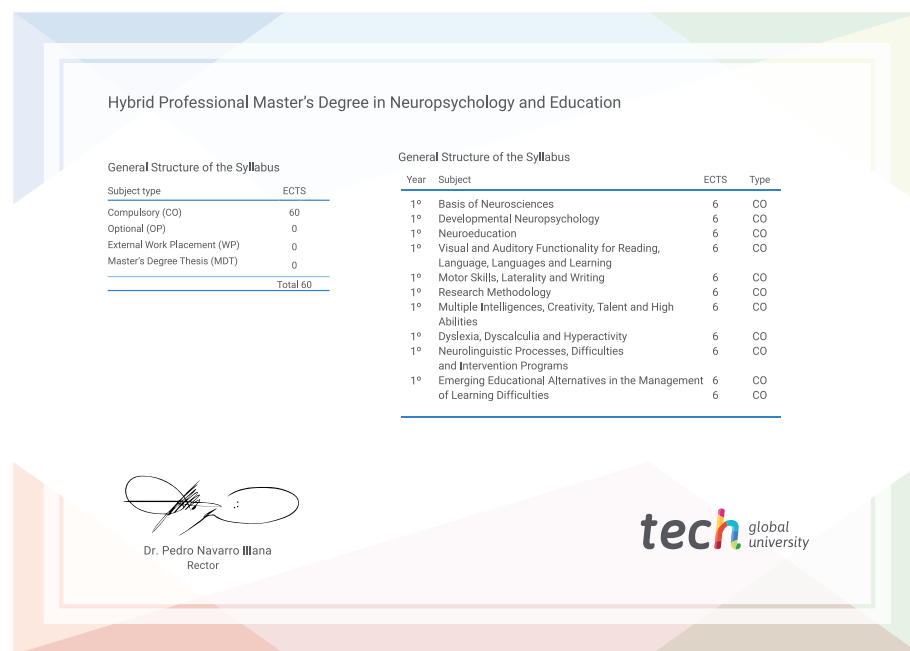 Hybrid Professional Master's Degree in Neuropsychology and Education
General Structure of the Syllabus
Subject type ECTS
Compulsory (CO) 60
Optional (OP) 0
External Work Placement (WP) 0
Master's Degree Thesis (MDT) 0
Total 60
General Structure of the Syllabus
Year Subject ECTS Type
1º Basis of Neurosciences 6 CO
1º Developmental Neuropsychology 6 CO
1º Neuroeducation 6 CO
1º Visual and Auditory Functionality for Reading, 6 CO
Language, Languages and Learning
1º Motor Skills, Laterality and Writing 6 CO
1º Research Methodology 6 CO
1º Multiple Intelligences, Creativity, Talent and High 6 CO
Abilities
1º Dyslexia, Dyscalculia and Hyperactivity 6 CO
1º Neurolinguistic Processes, Difficulties 6 CO
and Intervention Programs
1º Emerging Educational Alternatives in the Management 6 CO
of Learning Difficulties 6 CO
Dr. Pedro Navarro Illana
Rector
tech global
university